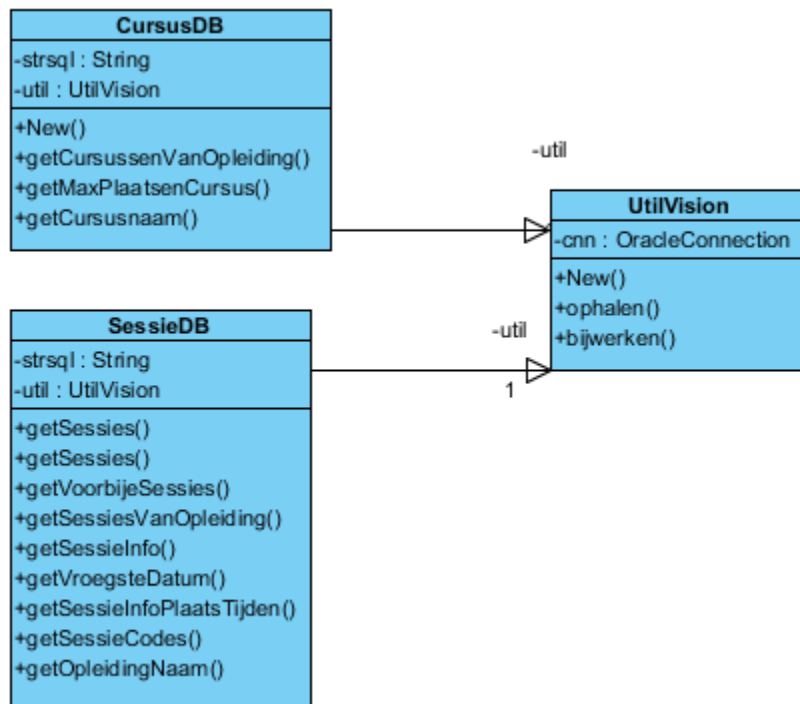 CursusDB
-strsql : String
-util : UtilVision
+New()
+getCursussenVanOpleiding()
+getMaxPlaatsenCursus()
+getCursusnaam()
-util
UtilVision
-cnn : OracleConnection
+New()
+ophalen()
+bijwerken()
SessieDB
-strsql : String
-util : UtilVision
+getSessies()
+getSessies()
+getVoorbijeSessies()
+getSessiesVanOpleiding()
+getSessieInfo()
+getVroegsteDatum()
+getSessieInfoPlaatsTijden()
+getSessieCodes()
+getOpleidingNaam()
-util
1